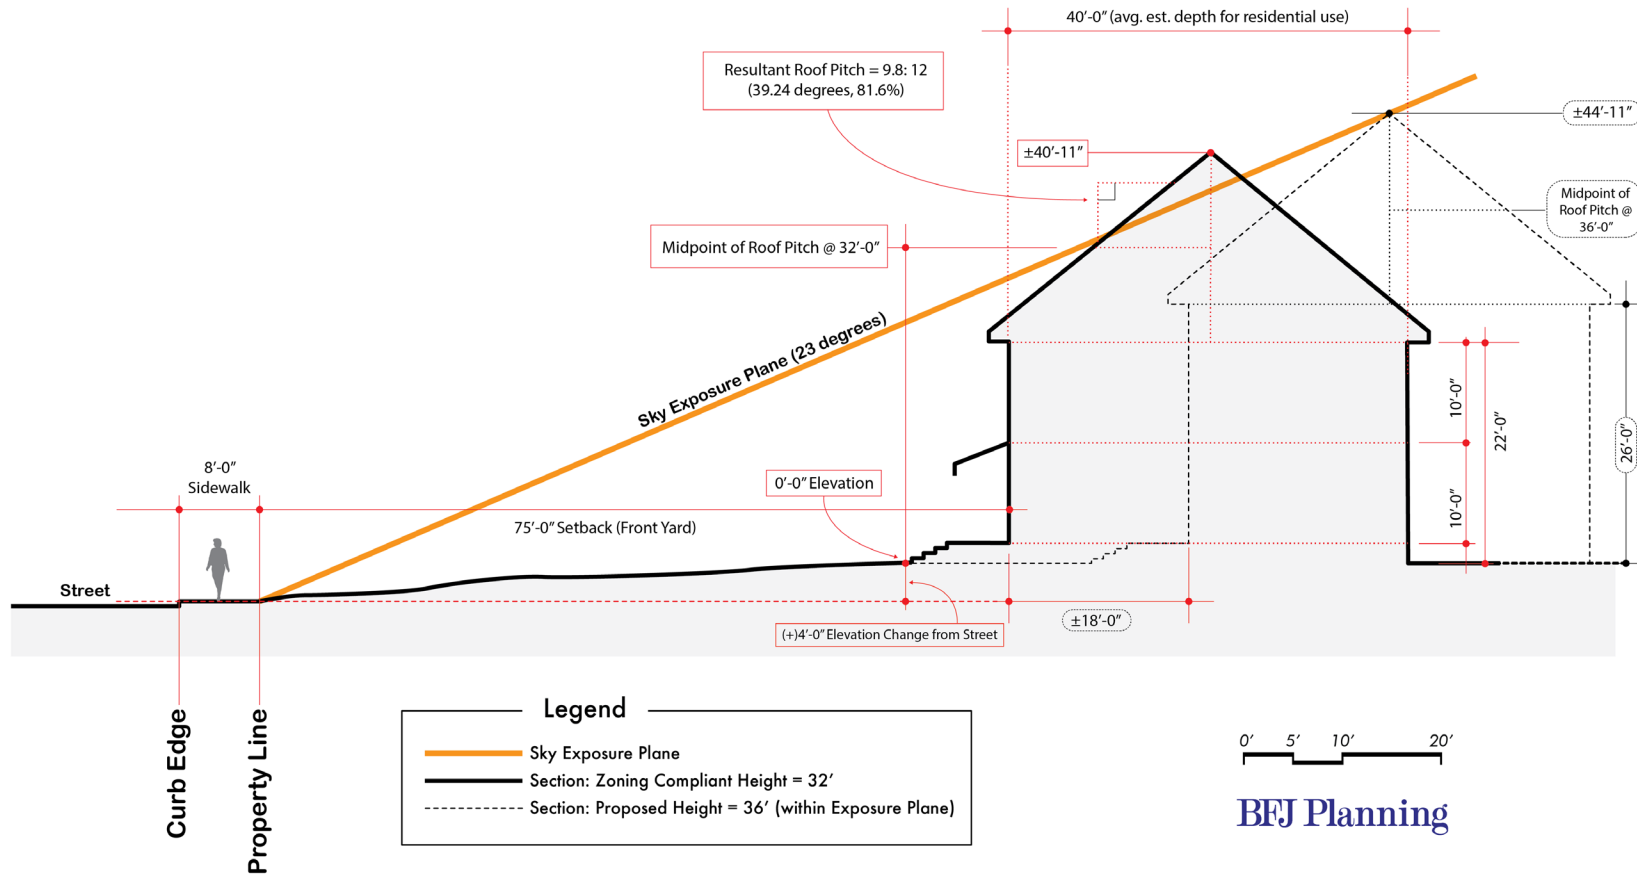 40’-0” (avg. est. depth for residential use)
Resultant Roof Pitch = 9.8: 12
(39.24 degrees, 81.6%)
±44’-11”
±40’-11”
Midpoint of
Roof Pitch @
36’-0”
Midpoint of Roof Pitch @ 32’-0”
Sky Exposure Plane (23 degrees)
10’-0”
22’-0”
26’-0”
10’-0”
8’-0”
Sidewalk
0’-0” Elevation
75’-0” Setback (Front Yard)
Street
±18’-0”
(+)4’-0” Elevation Change from Street
Curb Edge
Property Line
Legend
Sky Exposure Plane
Section: Zoning Compliant Height = 32’
Section: Proposed Height = 36’ (within Exposure Plane)
0’ 5’ 10’ 20’
BFJ Planning